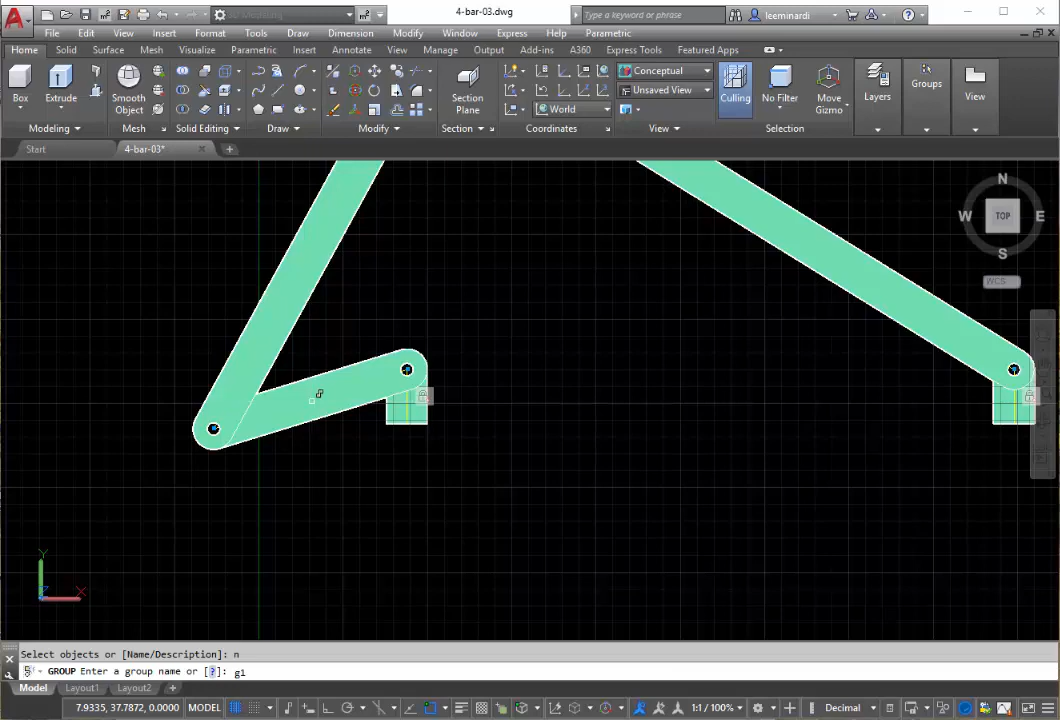 4-bar-03.dwg
Type a keyword or phrase
leeminardi
File Edit View Insert Format Tools Draw Dimension Modify Window Express Help Parametric
Home Solid Surface Mesh Visualize Parametric Insert Annotate View Manage Output Add-ins A360 Express Tools Featured Apps
Box Extrude Smooth Object Section Plane Conceptual Unsaved View World Culling No Filter Move Gizmo Layers Groups View
Modeling Mesh Solid Editing Draw Modify Section Coordinates View Selection
Start 4-bar-03*
N
W TOP E
S
WCS
Y
X
Select objects or [Name/Description]: n
GROUP Enter a group name or [?]: g1
Model Layout1 Layout2
7.9335, 37.7872, 0.0000 MODEL 1:1 / 100% Decimal